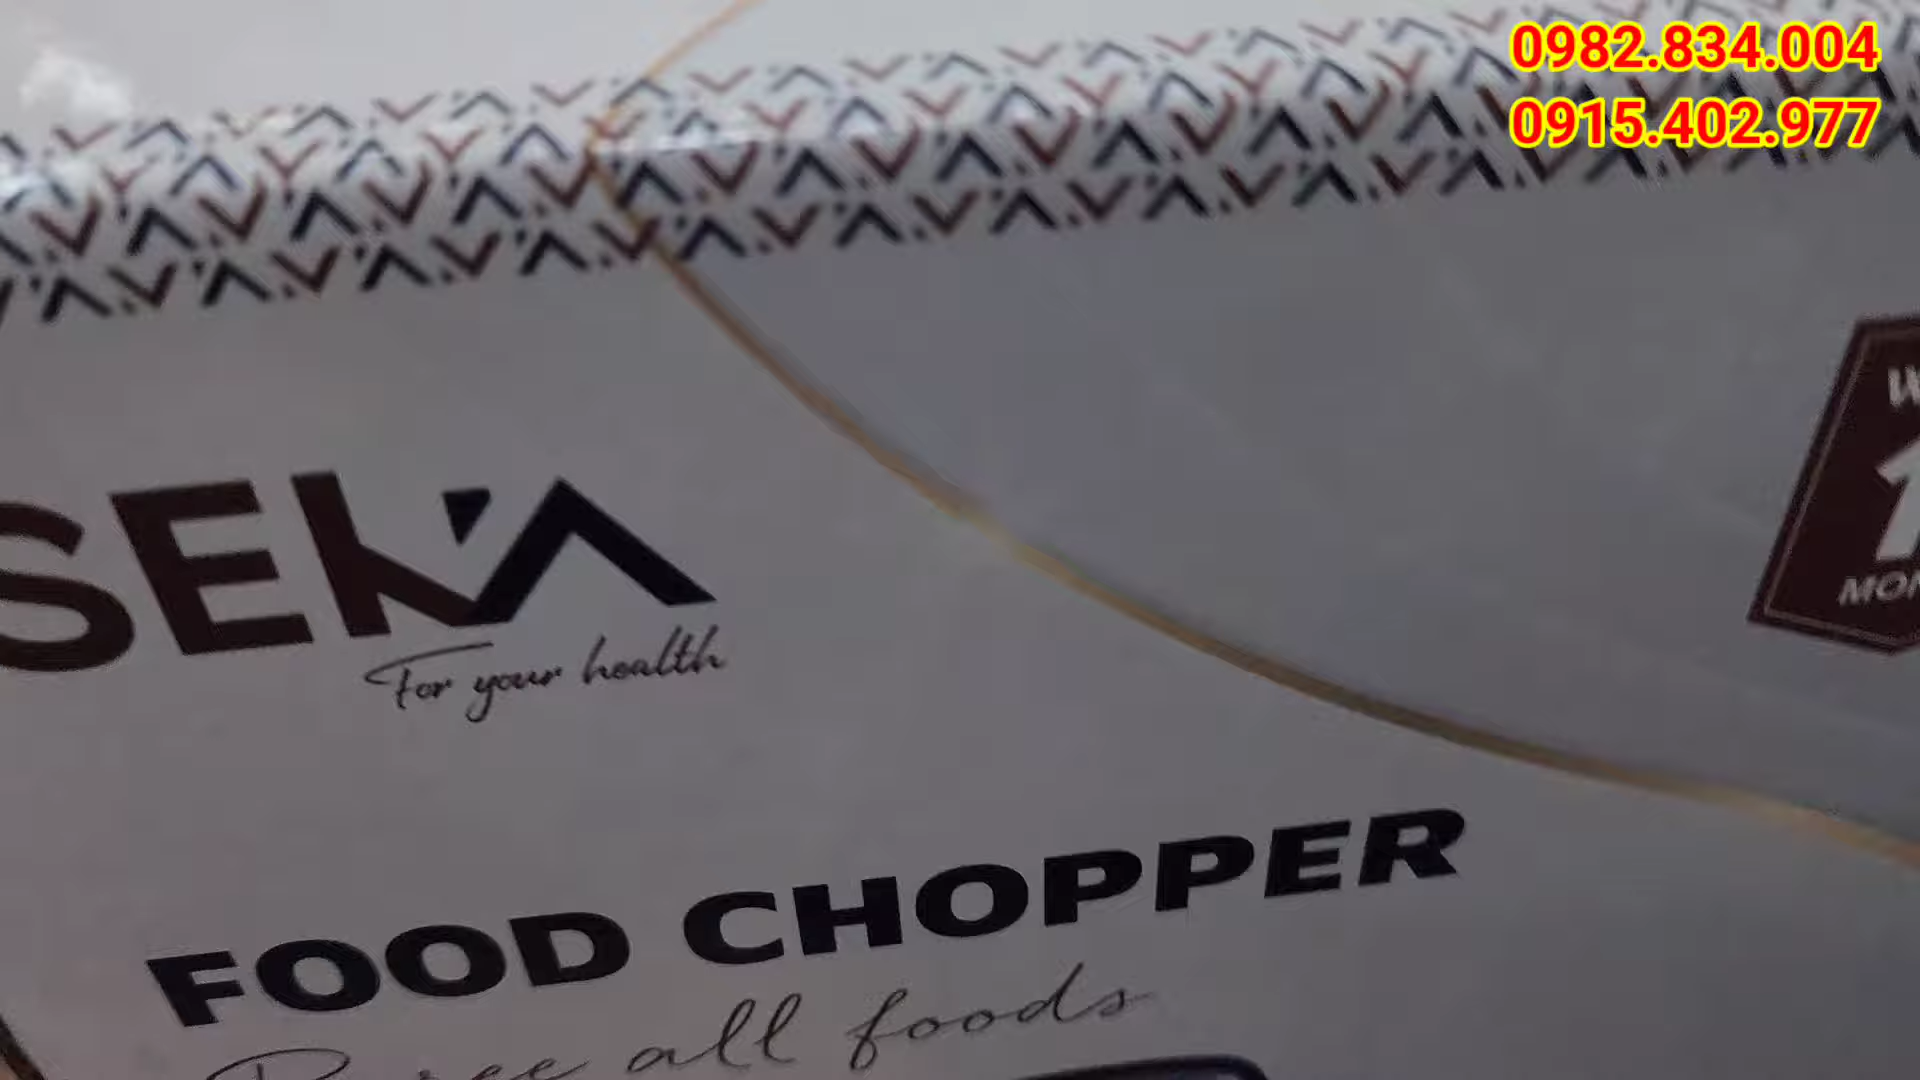 0982.834.004
0915.402.977
SEKA
For your health
FOOD CHOPPER
all foods